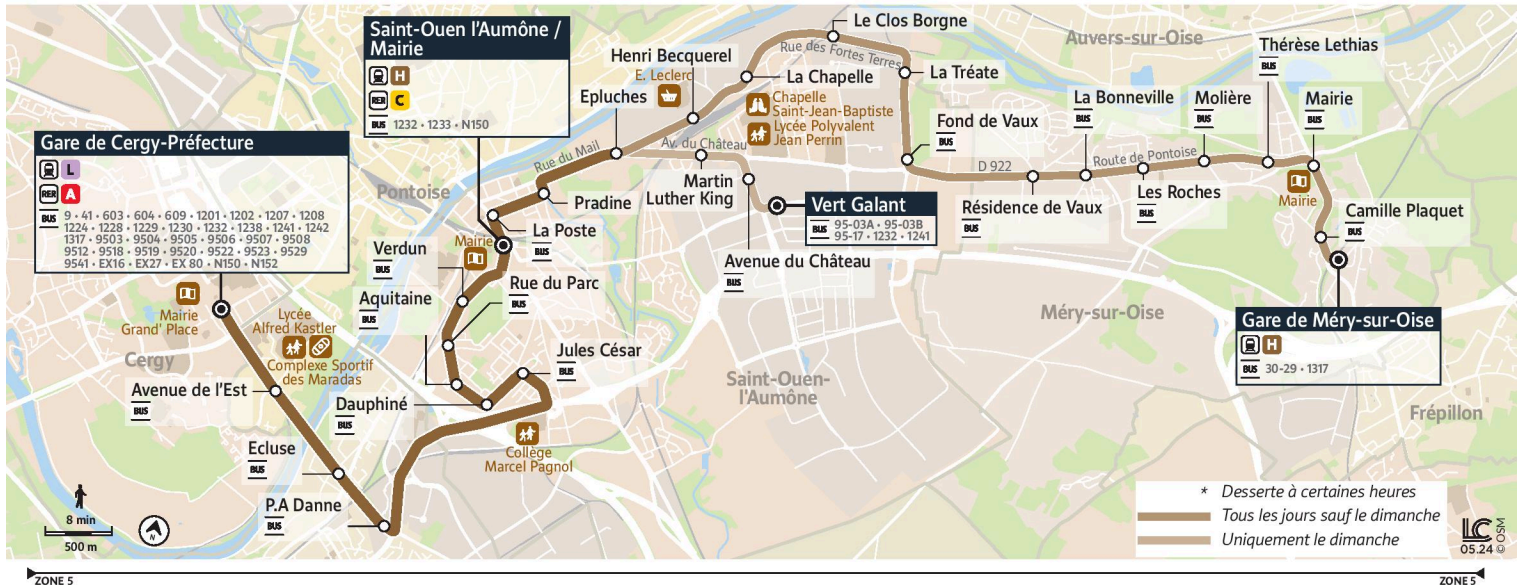 Le Clos Borgne
Rue des Fortes Terres
Auvers-sur-Oise
Saint-Ouen l'Aumône /
Mairie
H
RER C
BUS 1232 • 1233 • N150
Henri Becquerel
E. Leclerc
Epluches
La Chapelle
Chapelle
Saint-Jean-Baptiste
Lycée Polyvalent
Jean Perrin
La Tréate
Thérèse Lethias
BUS
La Bonneville
BUS
Molière
BUS
Mairie
BUS
Fond de Vaux
BUS
Gare de Cergy-Préfecture
L
RER A
BUS 9 • 41 • 603 • 604 • 609 • 1201 • 1202 • 1207 • 1208
1224 • 1228 • 1229 • 1230 • 1232 • 1238 • 1241 • 1242
1317 • 9503 • 9504 • 9505 • 9506 • 9507 • 9508
9512 • 9518 • 9519 • 9520 • 9522 • 9523 • 9529
9541 • EX16 • EX27 • EX 80 • N150 • N152
Rue du Mail
Av. du Château
D 922
Route de Pontoise
Pontoise
Pradine
Martin
Luther King
Vert Galant
BUS 95-03A • 95-03B
95-17 • 1232 • 1241
Résidence de Vaux
Les Roches
BUS
Mairie
Camille Plaquet
BUS
La Poste
BUS
Mairie
Verdun
BUS
Avenue du Château
BUS
Rue du Parc
BUS
Aquitaine
BUS
Mairie
Grand' Place
Lycée
Alfred Kastler
Complexe Sportif
des Maradas
Cergy
Méry-sur-Oise
Gare de Méry-sur-Oise
H
BUS 30-29 • 1317
Jules César
BUS
Saint-Ouen-
l'Aumône
Avenue de l'Est
BUS
Dauphiné
BUS
Frépillon
Collège
Marcel Pagnol
Ecluse
BUS
P.A Danne
BUS
8 min
500 m
N
* Desserte à certaines heures
Tous les jours sauf le dimanche
Uniquement le dimanche
LC
05.24 © OSM
ZONE 5
ZONE 5